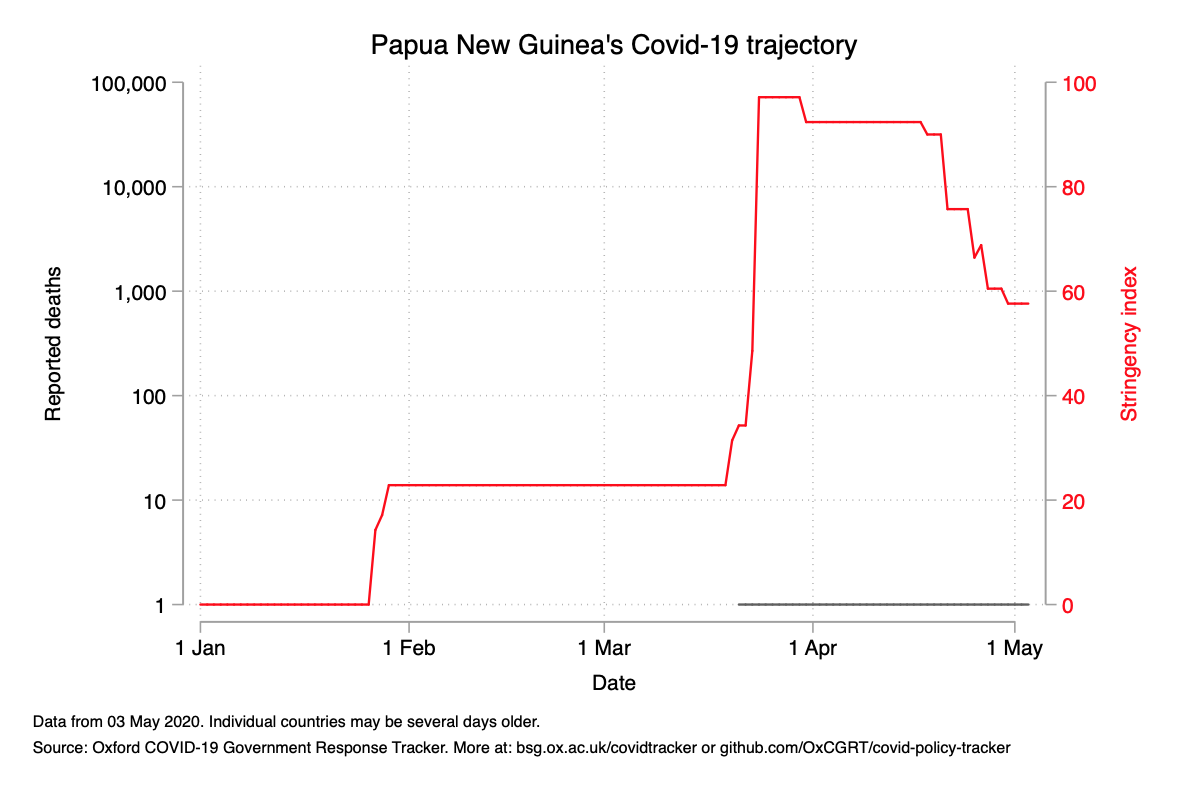 Papua New Guinea's Covid-19 trajectory
100,000
10,000
1,000
100
10
1
Reported deaths
100
80
60
40
20
0
Stringency index
1 Jan
1 Feb
1 Mar
1 Apr
1 May
Date
Data from 03 May 2020. Individual countries may be several days older.
Source: Oxford COVID-19 Government Response Tracker. More at: bsg.ox.ac.uk/covidtracker or github.com/OxCGRT/covid-policy-tracker